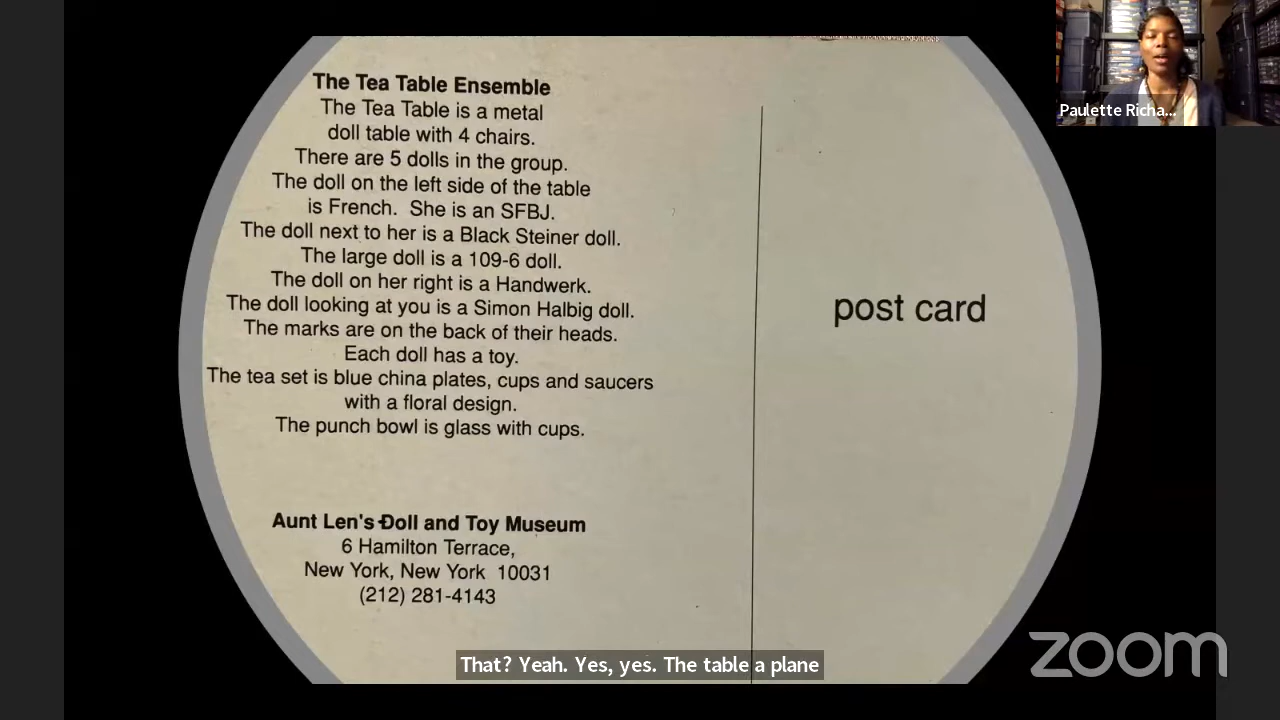 The Tea Table Ensemble
The Tea Table is a metal
doll table with 4 chairs.
There are 5 dolls in the group.
The doll on the left side of the table
is French. She is an SFBJ.
The doll next to her is a Black Steiner doll.
The large doll is a 109-6 doll.
The doll on her right is a Handwerk.
The doll looking at you is a Simon Halbig doll.
The marks are on the back of their heads.
Each doll has a toy.
The tea set is blue china plates, cups and saucers
with a floral design.
The punch bowl is glass with cups.
Aunt Len's Doll and Toy Museum
6 Hamilton Terrace,
New York, New York 10031
(212) 281-4143
post card
Paulette Richa...
That? Yeah. Yes, yes. The table a plane
zoom